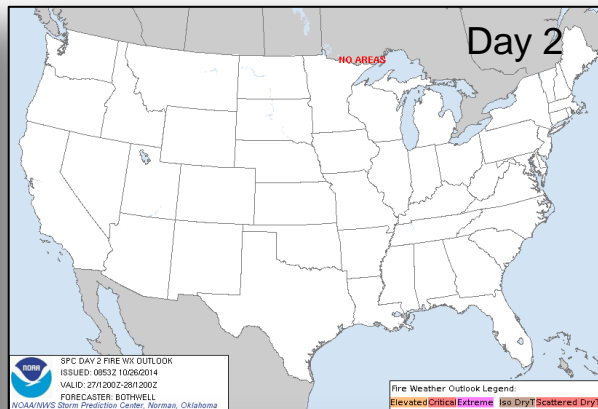 Day 2
NO AREAS
NOAA
SPC DAY 2 FIRE WX OUTLOOK
ISSUED: 0853Z 10/26/2014
VALID: 27/1200Z-28/1200Z
FORECASTER: BOTHWELL
NOAA/NWS Storm Prediction Center, Norman, Oklahoma
Fire Weather Outlook Legend:
Elevated Critical Extreme Iso DryT Scattered DryT